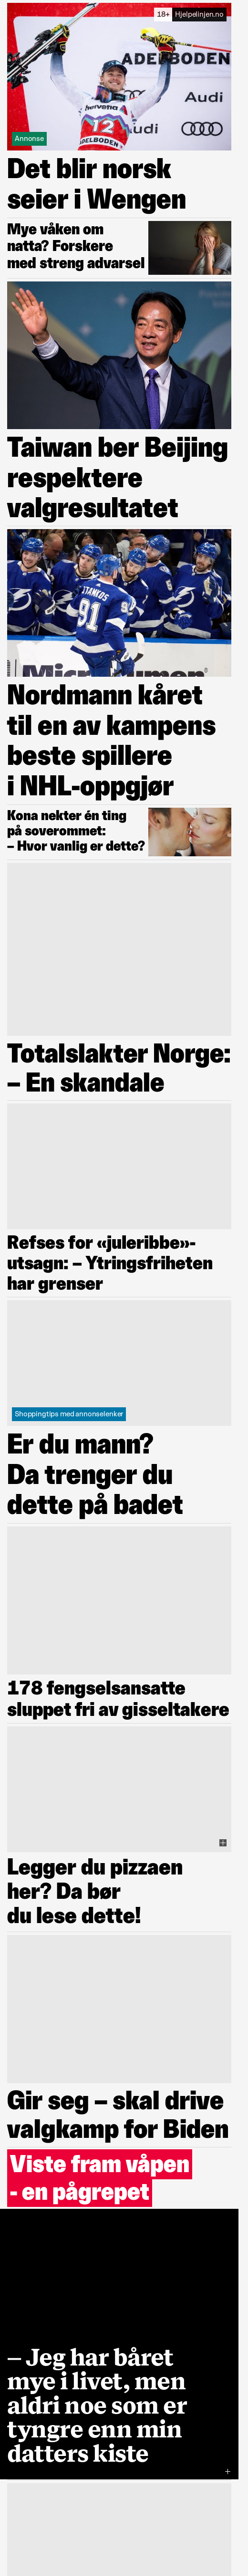 18+ Hjelpelinjen.no
ADELBODEN
Audi
helvetia
12
ADELBODEN
Audi
Annonse
Det blir norsk
seier i Wengen
Mye våken om
natta? Forskere
med streng advarsel
Taiwan ber Beijing
respektere
valgresultatet
STAMKOS
91
Nordmann kåret
til en av kampens
beste spillere
i NHL-oppgjør
Kona nekter én ting
på soverommet:
– Hvor vanlig er dette?
Totalslakter Norge:
– En skandale
Refses for «juleribbe»-
utsagn: – Ytringsfriheten
har grenser
Shoppingtips med annonselenker
Er du mann?
Da trenger du
dette på badet
178 fengselsansatte
sluppet fri av gisseltakere
Legger du pizzaen
her? Da bør
du lese dette!
Gir seg – skal drive
valgkamp for Biden
Viste fram våpen
- en pågrepet
– Jeg har båret
mye i livet, men
aldri noe som er
tyngre enn min
datters kiste